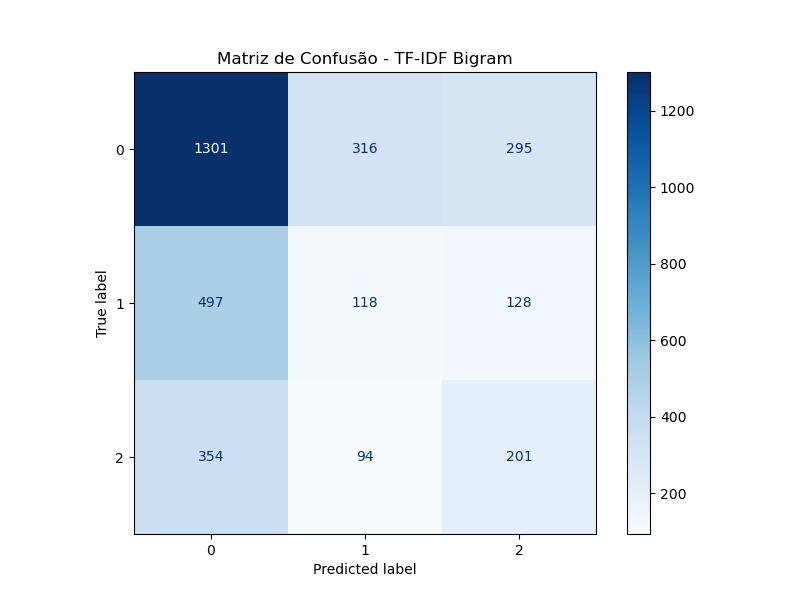 Matriz de Confusão - TF-IDF Bigram
0 1301 316 295
1 497 118 128
2 354 94 201
0 1 2
Predicted label
True label
1200
1000
800
600
400
200